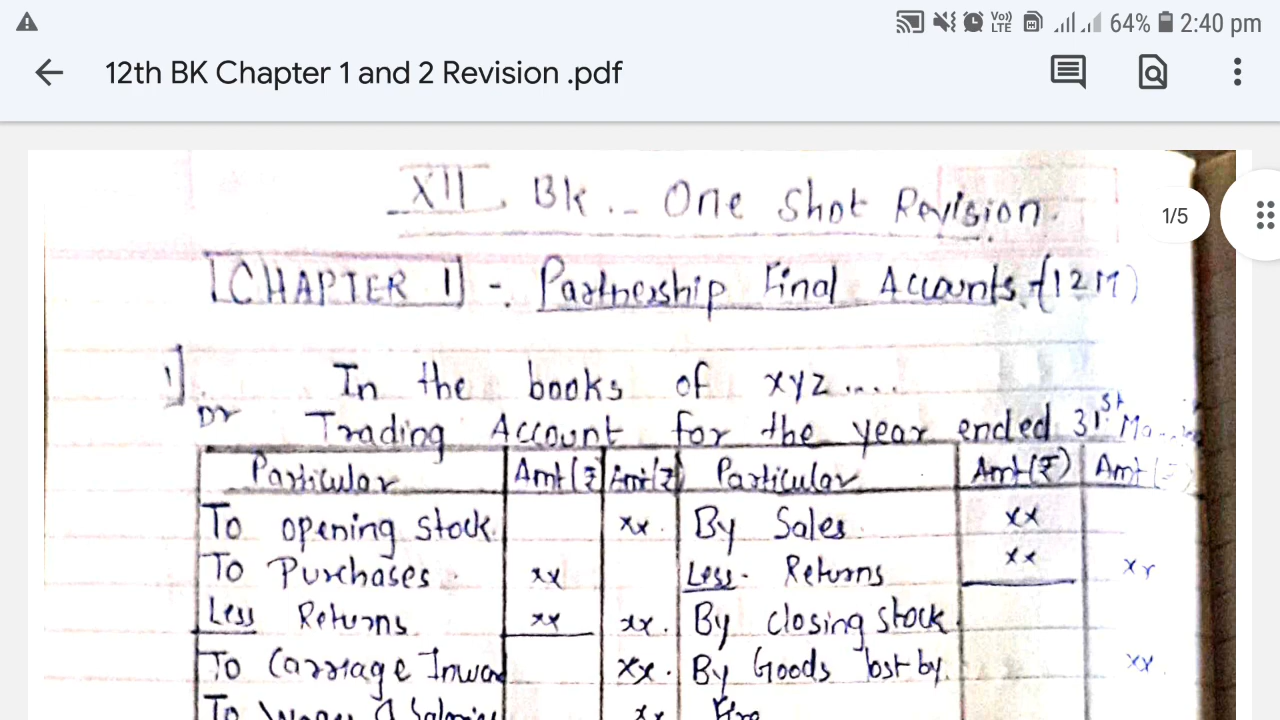 64% 2:40 pm
12th BK Chapter 1 and 2 Revision .pdf
1/5
XII. Bk. - One Shot Revision.
[CHAPTER 1] -. Partnership Final Accounts. - (12M)
1] In the books of xyz....
Dr Trading Account for the year ended 31st
Particular Amt(₹) Amt(₹) Particular Amt(₹) Amt(₹)
To opening stock. xx. By Sales xx
To Purchases xx Less - Returns xx xx
Less Returns. xx xx. By closing stock
To Carriage Inward xx. By Goods lost by xx.
To Wages & Salaries xx Fire